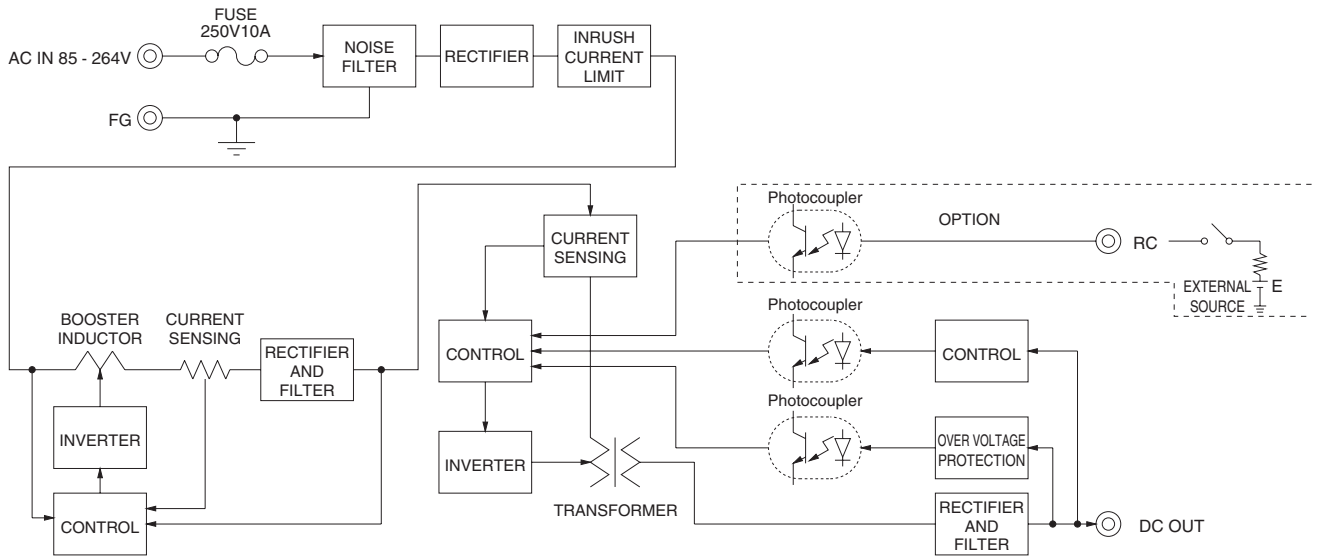 FUSE
250V10A
AC IN 85 - 264V
NOISE
FILTER
RECTIFIER
INRUSH
CURRENT
LIMIT
FG
Photocoupler
OPTION
RC
EXTERNAL
SOURCE
E
CURRENT
SENSING
BOOSTER
INDUCTOR
CURRENT
SENSING
RECTIFIER
AND
FILTER
CONTROL
Photocoupler
CONTROL
Photocoupler
INVERTER
INVERTER
OVER VOLTAGE
PROTECTION
TRANSFORMER
CONTROL
RECTIFIER
AND
FILTER
DC OUT